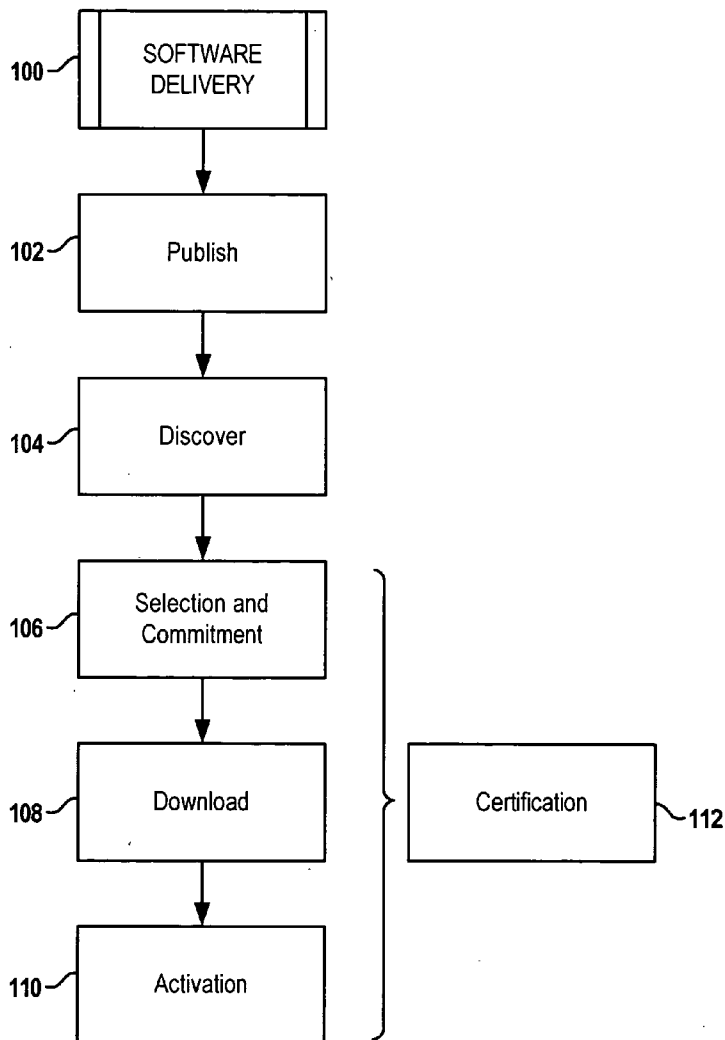 100
SOFTWARE
DELIVERY
102
Publish
104
Discover
106
Selection and
Commitment
108
Download
Certification
112
110
Activation